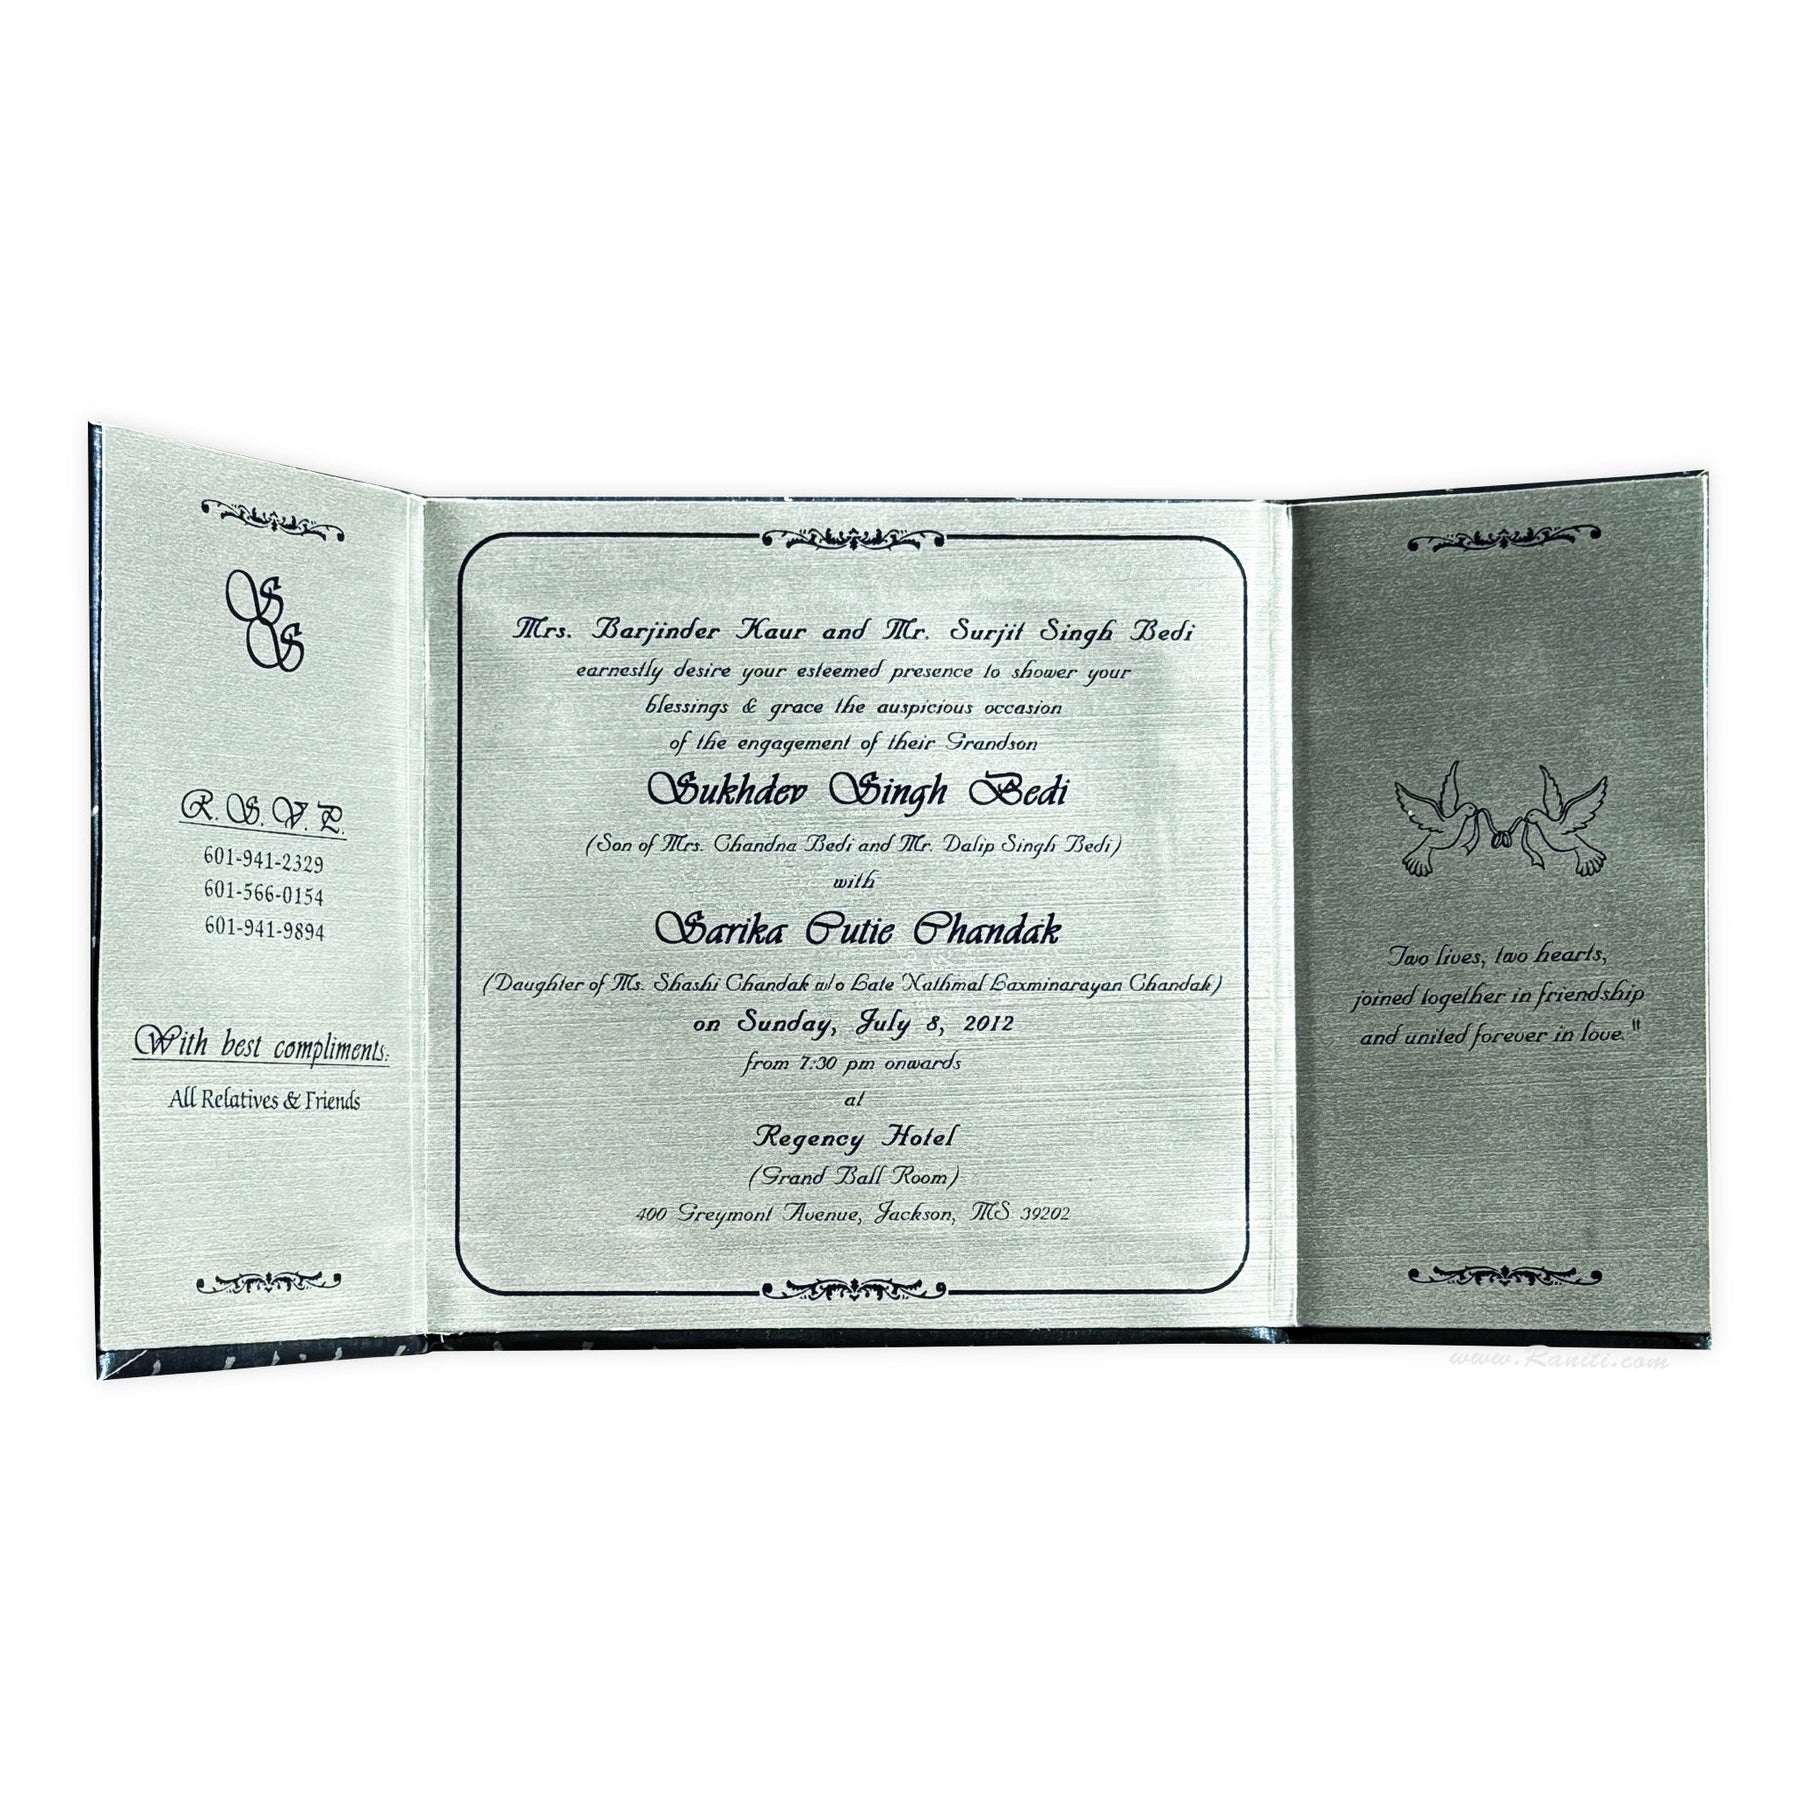 S
S
R. S. V. P.
601-941-2329
601-566-0154
601-941-9894
With best compliments:
All Relatives & Friends
Mrs. Barjinder Kaur and Mr. Surjit Singh Bedi
earnestly desire your esteemed presence to shower your
blessings & grace the auspicious occasion
of the engagement of their Grandson
Sukhdev Singh Bedi
(Son of Mrs. Chandna Bedi and Mr. Dalip Singh Bedi)
with
Sarika Cutie Chandak
(Daughter of Ms. Shashi Chandak w/o Late Nathmal Laxminarayan Chandak)
on Sunday, July 8, 2012
from 7:30 pm onwards
at
Regency Hotel
(Grand Ball Room)
400 Greymont Avenue, Jackson, MS 39202
Two lives, two hearts,
joined together in friendship
and united forever in love."
www.Raniti.com